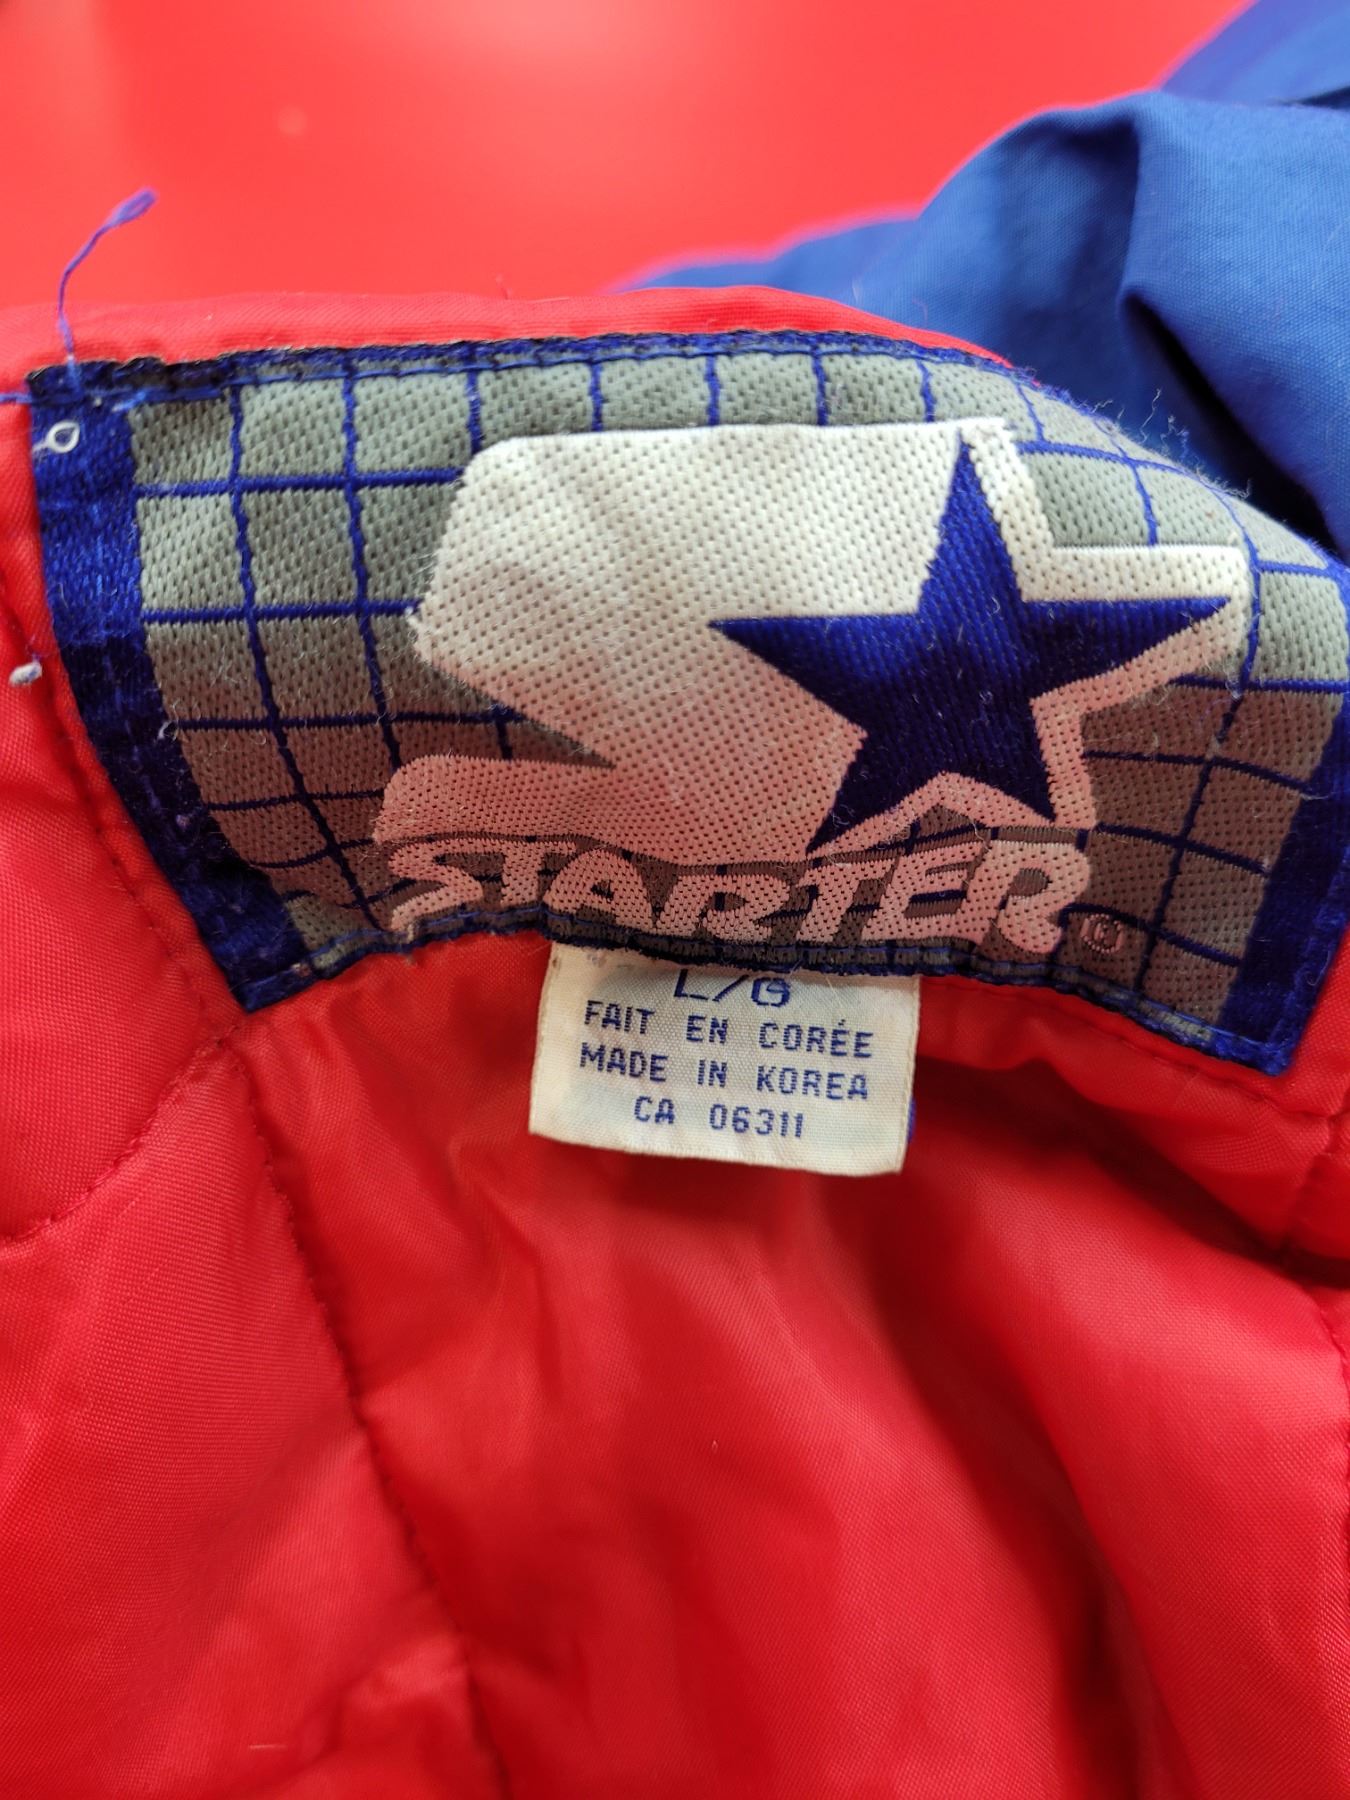 STARTER ©
L/G
FAIT EN CORÉE
MADE IN KOREA
CA 06311